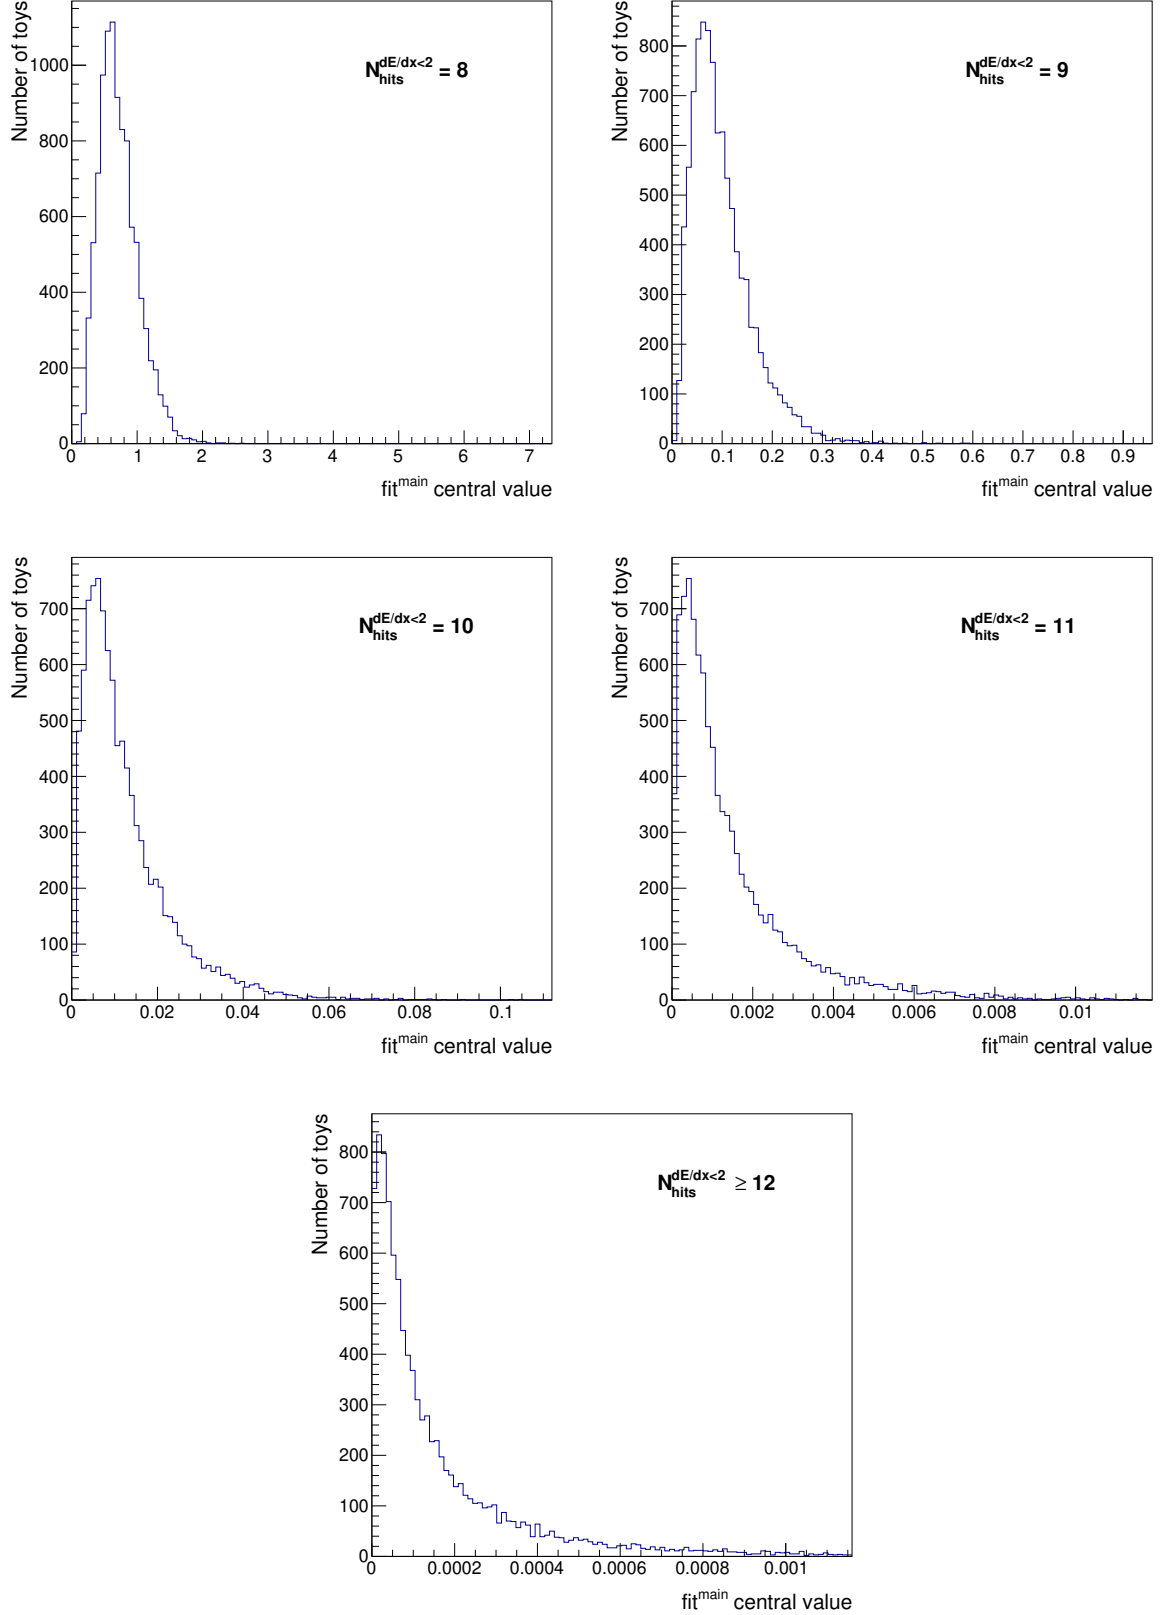 Number of toys
N_hits^dE/dx<2 = 8
1000
800
600
400
200
0
0 1 2 3 4 5 6 7
fit^main central value
Number of toys
N_hits^dE/dx<2 = 9
800
700
600
500
400
300
200
100
0
0 0.1 0.2 0.3 0.4 0.5 0.6 0.7 0.8 0.9
fit^main central value
Number of toys
N_hits^dE/dx<2 = 10
700
600
500
400
300
200
100
0
0 0.02 0.04 0.06 0.08 0.1
fit^main central value
Number of toys
N_hits^dE/dx<2 = 11
700
600
500
400
300
200
100
0
0 0.002 0.004 0.006 0.008 0.01
fit^main central value
Number of toys
N_hits^dE/dx<2 ≥ 12
800
700
600
500
400
300
200
100
0
0 0.0002 0.0004 0.0006 0.0008 0.001
fit^main central value